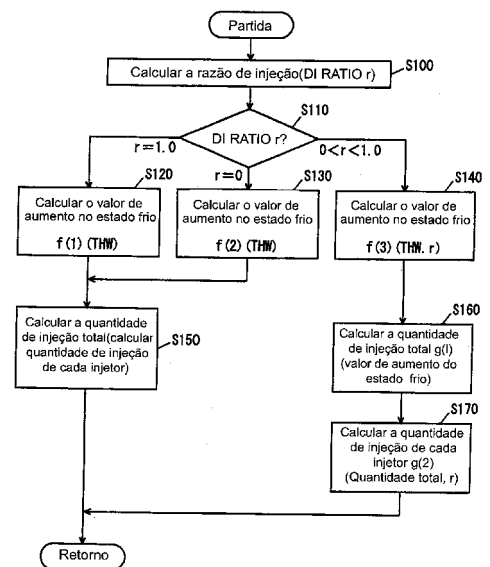 Partida
Calcular a razão de injeção(DI RATIO r)
S100
S110
DI RATIO r?
r=1.0
r=0
0<r<1.0
S120
Calcular o valor de
aumento no estado frio
f(1)(THW)
S130
Calcular o valor de
aumento no estado frio
f(2)(THW)
S140
Calcular o valor de
aumento no estado frio
f(3)(THW. r)
Calcular a quantidade
de injeção total(calcular
quantidade de injeção
de cada injetor)
S150
S160
Calcular a quantidade
de injeção total g(l)
(valor de aumento do
estado frio)
S170
Calcular a quantidade
de injeção de cada
injetor g(2)
(Quantidade total, r)
Retorno